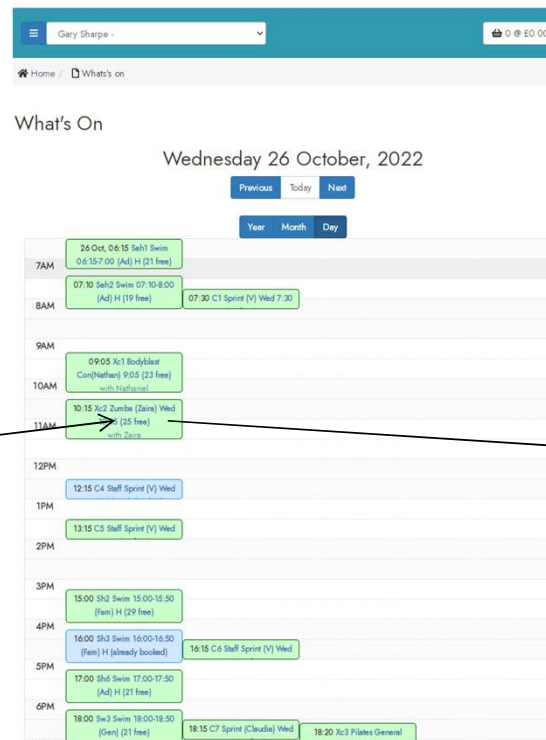 Gary Sharpe -
0 @ £0.00
Home / Whats's on
What's On
Wednesday 26 October, 2022
Previous Today Next
Year Month Day
26 Oct, 06:15 Seh1 Swim
06:15-7:00 (Ad) H (21 free)
7AM
07:10 Seh2 Swim 07:10-8:00
(Ad) H (19 free)
07:30 C1 Sprint (V) Wed 7:30
8AM
9AM
09:05 Xc1 Bodyblast
Con(Nathan) 9:05 (23 free)
with Nathaniel
10AM
10:15 Xc2 Zumba (Zaira) Wed
(25 free)
with Zaira
11AM
12PM
12:15 C4 Staff Sprint (V) Wed
1PM
13:15 C5 Staff Sprint (V) Wed
2PM
3PM
15:00 Sh2 Swim 15:00-15:50
(Fam) H (29 free)
4PM
16:00 Sh3 Swim 16:00-16:50
(Fam) H (already booked)
16:15 C6 Staff Sprint (V) Wed
5PM
17:00 Sh6 Swim 17:00-17:50
(Ad) H (21 free)
6PM
18:00 Sw3 Swim 18:00-18:50
(Gen) (21 free)
18:15 C7 Sprint (Claudia) Wed
18:20 Xc3 Pilates General